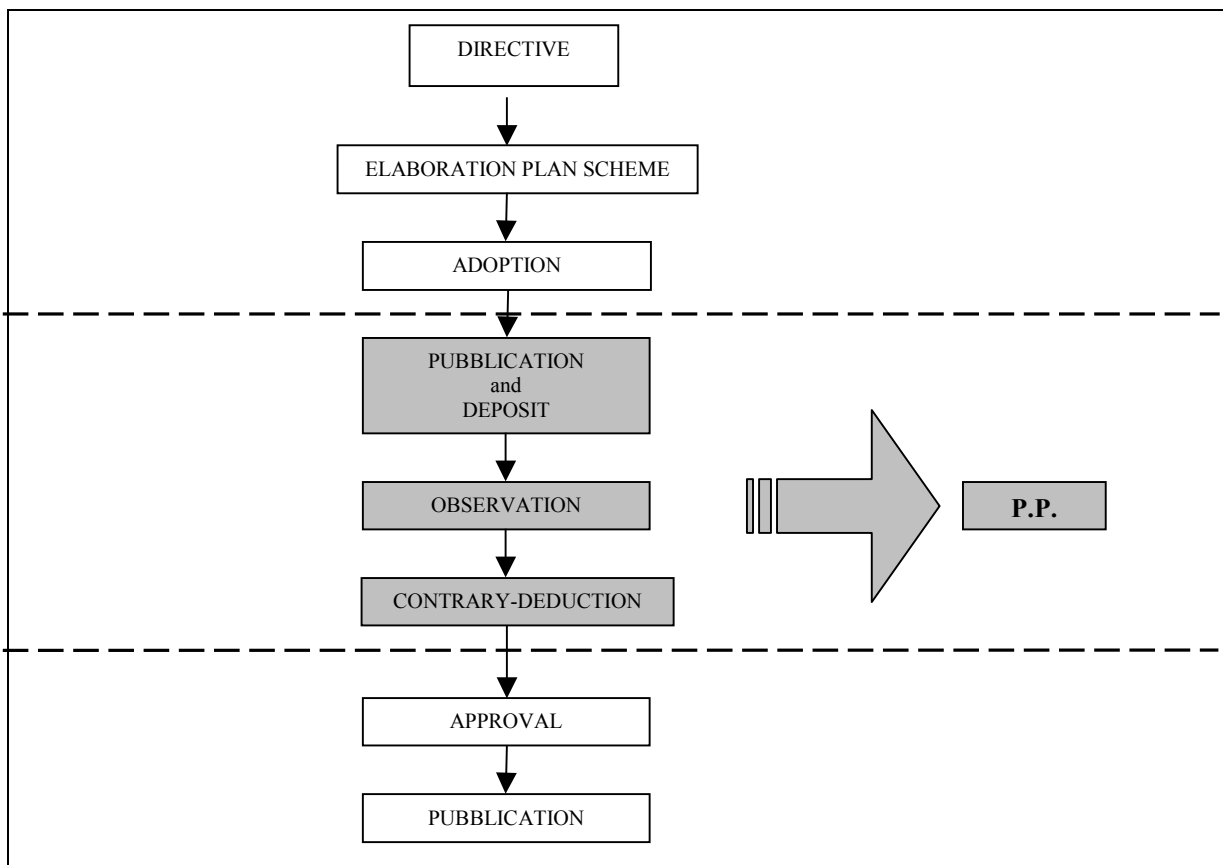 DIRECTIVE
ELABORATION PLAN SCHEME
ADOPTION
PUBBLICATION
and
DEPOSIT
OBSERVATION
P.P.
CONTRARY-DEDUCTION
APPROVAL
PUBBLICATION